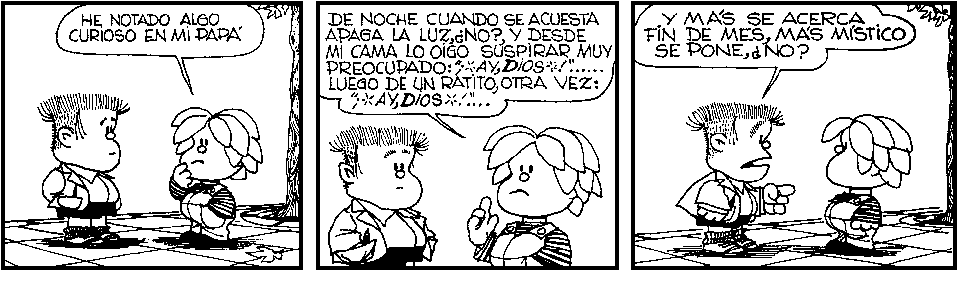 HE NOTADO ALGO
CURIOSO EN MI PAPÁ
DE NOCHE CUANDO SE ACUESTA
APAGA LA LUZ,¿NO?, Y DESDE
MI CAMA LO OIGO SUSPIRAR MUY
PREOCUPADO: "¡*AY, DIOS*!"......
LUEGO DE UN RATITO, OTRA VEZ:
"¡*AY, DIOS*!"...
Y MÁS SE ACERCA
FÍN DE MES, MÁS MÍSTICO
SE PONE,¿NO?